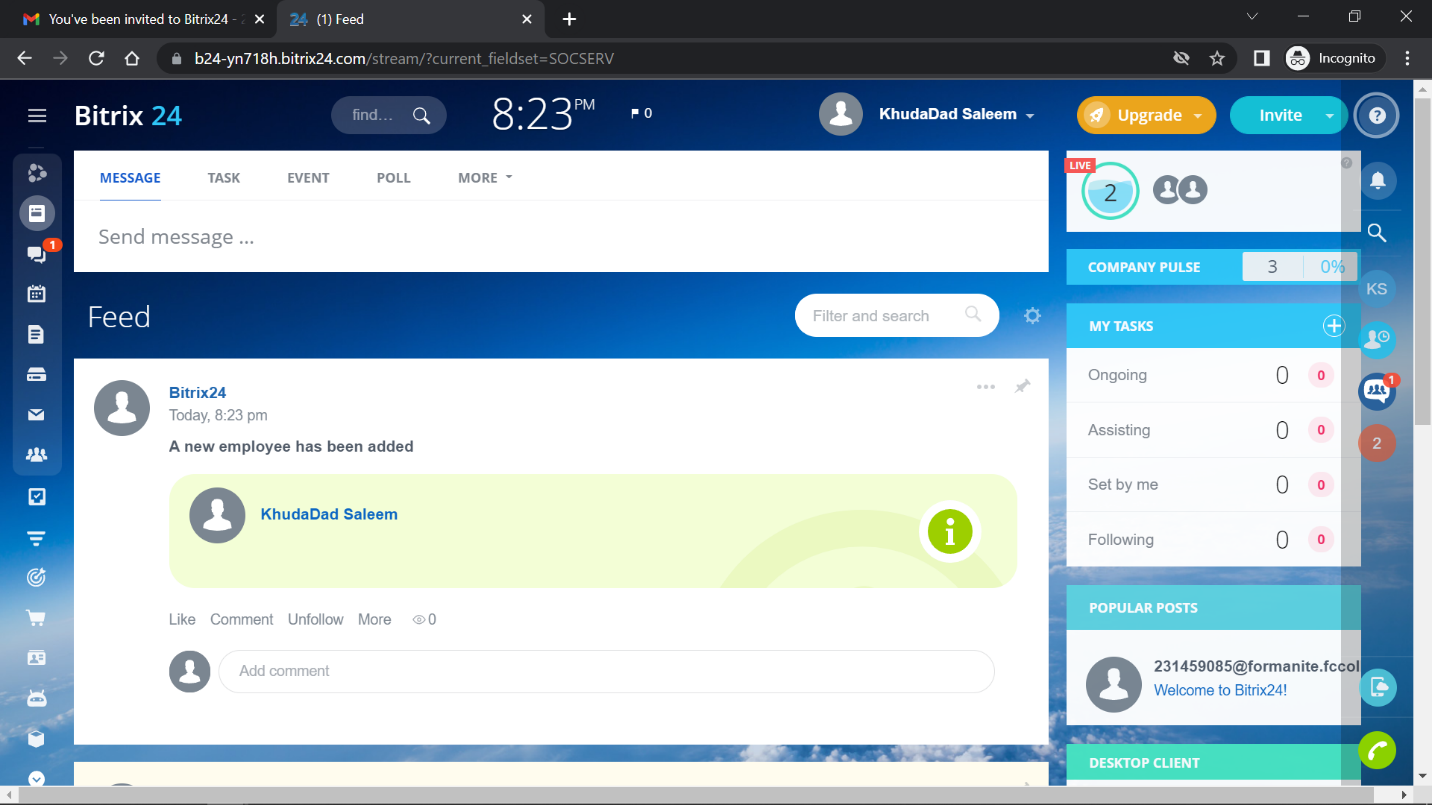 You've been invited to Bitrix24 - 2
24 (1) Feed
b24-yn718h.bitrix24.com/stream/?current_fieldset=SOCSERV
Incognito
Bitrix 24
find...
8:23 PM
0
KhudaDad Saleem
Upgrade
Invite
?
MESSAGE
TASK
EVENT
POLL
MORE
Send message ...
LIVE
2
?
1
COMPANY PULSE
3
0%
KS
Feed
Filter and search
MY TASKS
Ongoing
0
0
1
Assisting
0
0
2
Set by me
0
0
Following
0
0
Bitrix24
Today, 8:23 pm
A new employee has been added
KhudaDad Saleem
i
Like Comment Unfollow More 0
Add comment
POPULAR POSTS
231459085@formanite.fccol
Welcome to Bitrix24!
DESKTOP CLIENT